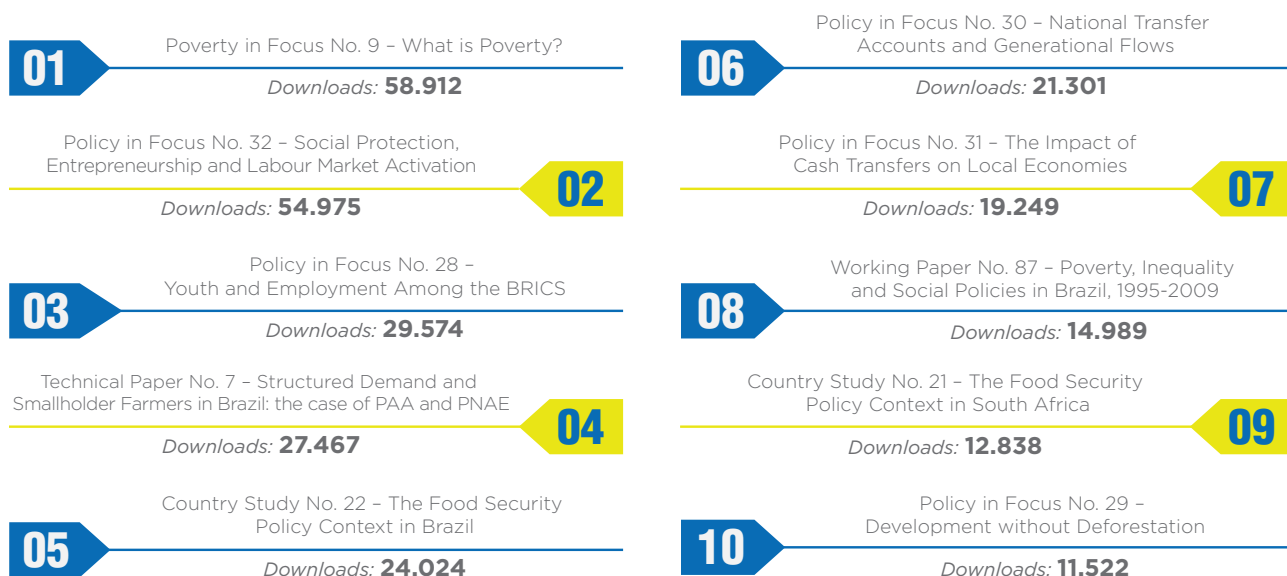 01
Poverty in Focus No. 9 – What is Poverty?
Downloads: 58.912
Policy in Focus No. 32 – Social Protection,
Entrepreneurship and Labour Market Activation
02
Downloads: 54.975
Policy in Focus No. 28 –
Youth and Employment Among the BRICS
03
Downloads: 29.574
Technical Paper No. 7 – Structured Demand and
Smallholder Farmers in Brazil: the case of PAA and PNAE
04
Downloads: 27.467
Country Study No. 22 – The Food Security
Policy Context in Brazil
05
Downloads: 24.024
Policy in Focus No. 30 – National Transfer
Accounts and Generational Flows
06
Downloads: 21.301
Policy in Focus No. 31 – The Impact of
Cash Transfers on Local Economies
07
Downloads: 19.249
Working Paper No. 87 – Poverty, Inequality
and Social Policies in Brazil, 1995-2009
08
Downloads: 14.989
Country Study No. 21 – The Food Security
Policy Context in South Africa
09
Downloads: 12.838
Policy in Focus No. 29 –
Development without Deforestation
10
Downloads: 11.522